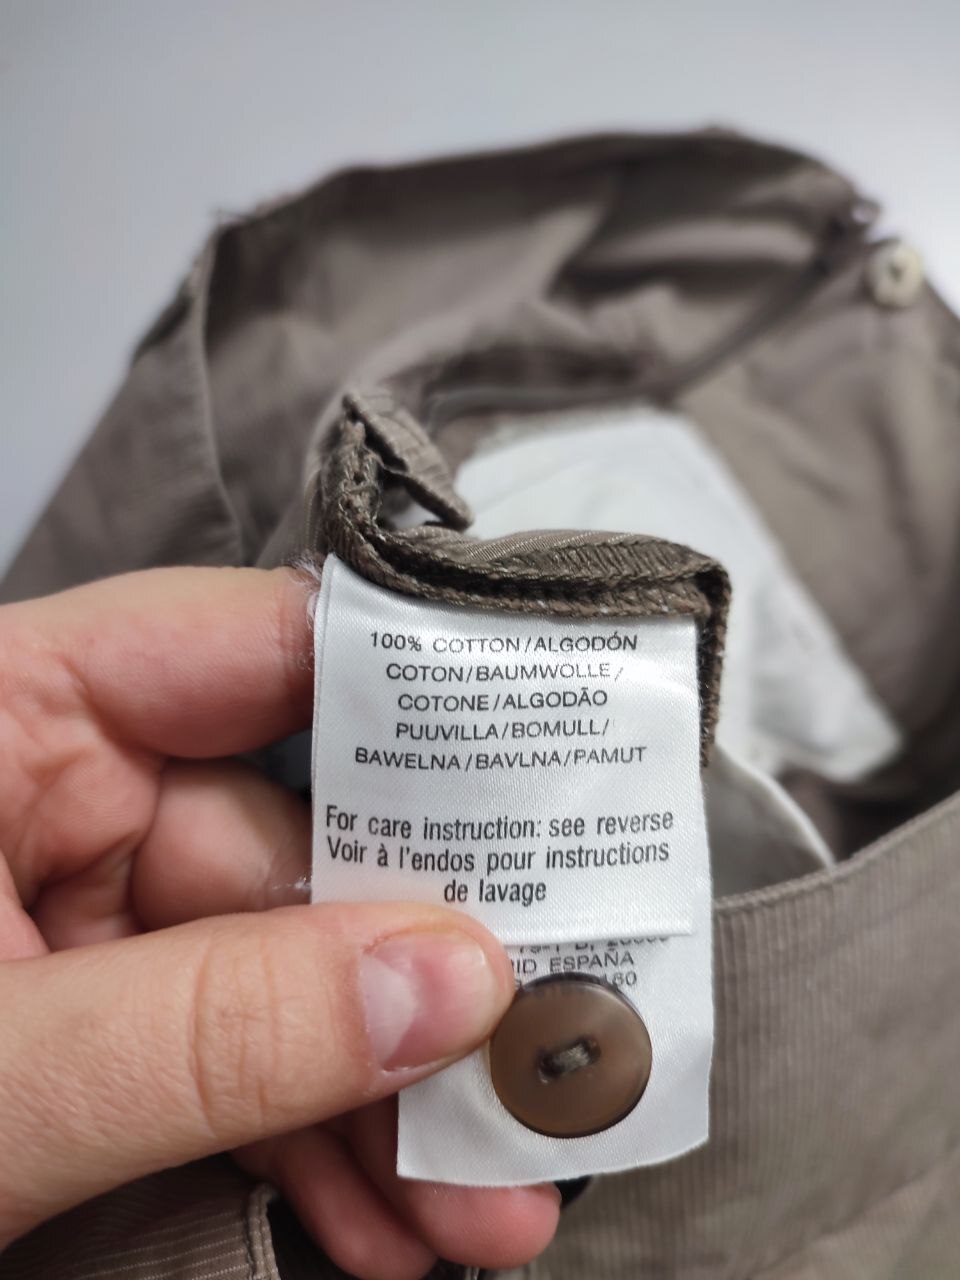 100% COTTON/ALGODÓN
COTON/BAUMWOLLE/
COTONE/ALGODÃO
PUUVILLA/BOMULL/
BAWELNA/BAVLNA/PAMUT
For care instruction: see reverse
Voir à l'endos pour instructions
de lavage
ESPAÑA